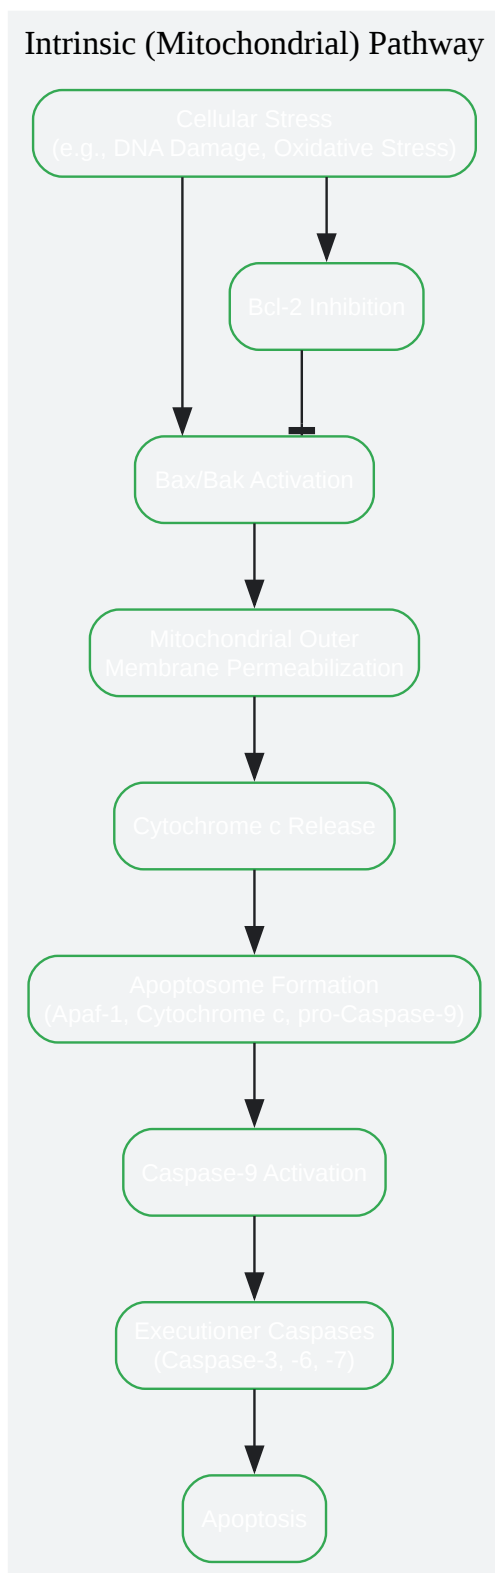 Intrinsic (Mitochondrial) Pathway
Cellular Stress
(e.g., DNA Damage, Oxidative Stress)
Bcl-2 Inhibition
Bax/Bak Activation
Mitochondrial Outer
Membrane Permeabilization
Cytochrome c Release
Apoptosome Formation
(Apaf-1, Cytochrome c, pro-Caspase-9)
Caspase-9 Activation
Executioner Caspases
(Caspase-3, -6, -7)
Apoptosis